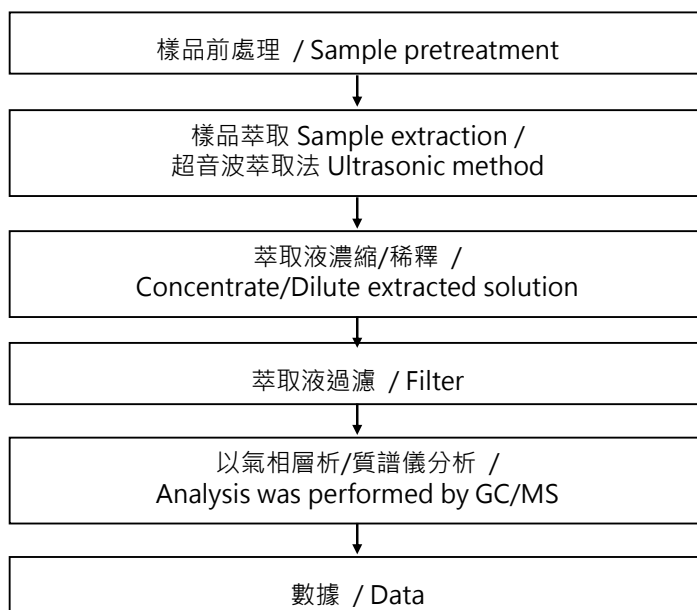 樣品前處理 / Sample pretreatment
樣品萃取 Sample extraction /
超音波萃取法 Ultrasonic method
萃取液濃縮/稀釋 /
Concentrate/Dilute extracted solution
萃取液過濾 / Filter
以氣相層析/質譜儀分析 /
Analysis was performed by GC/MS
數據 / Data